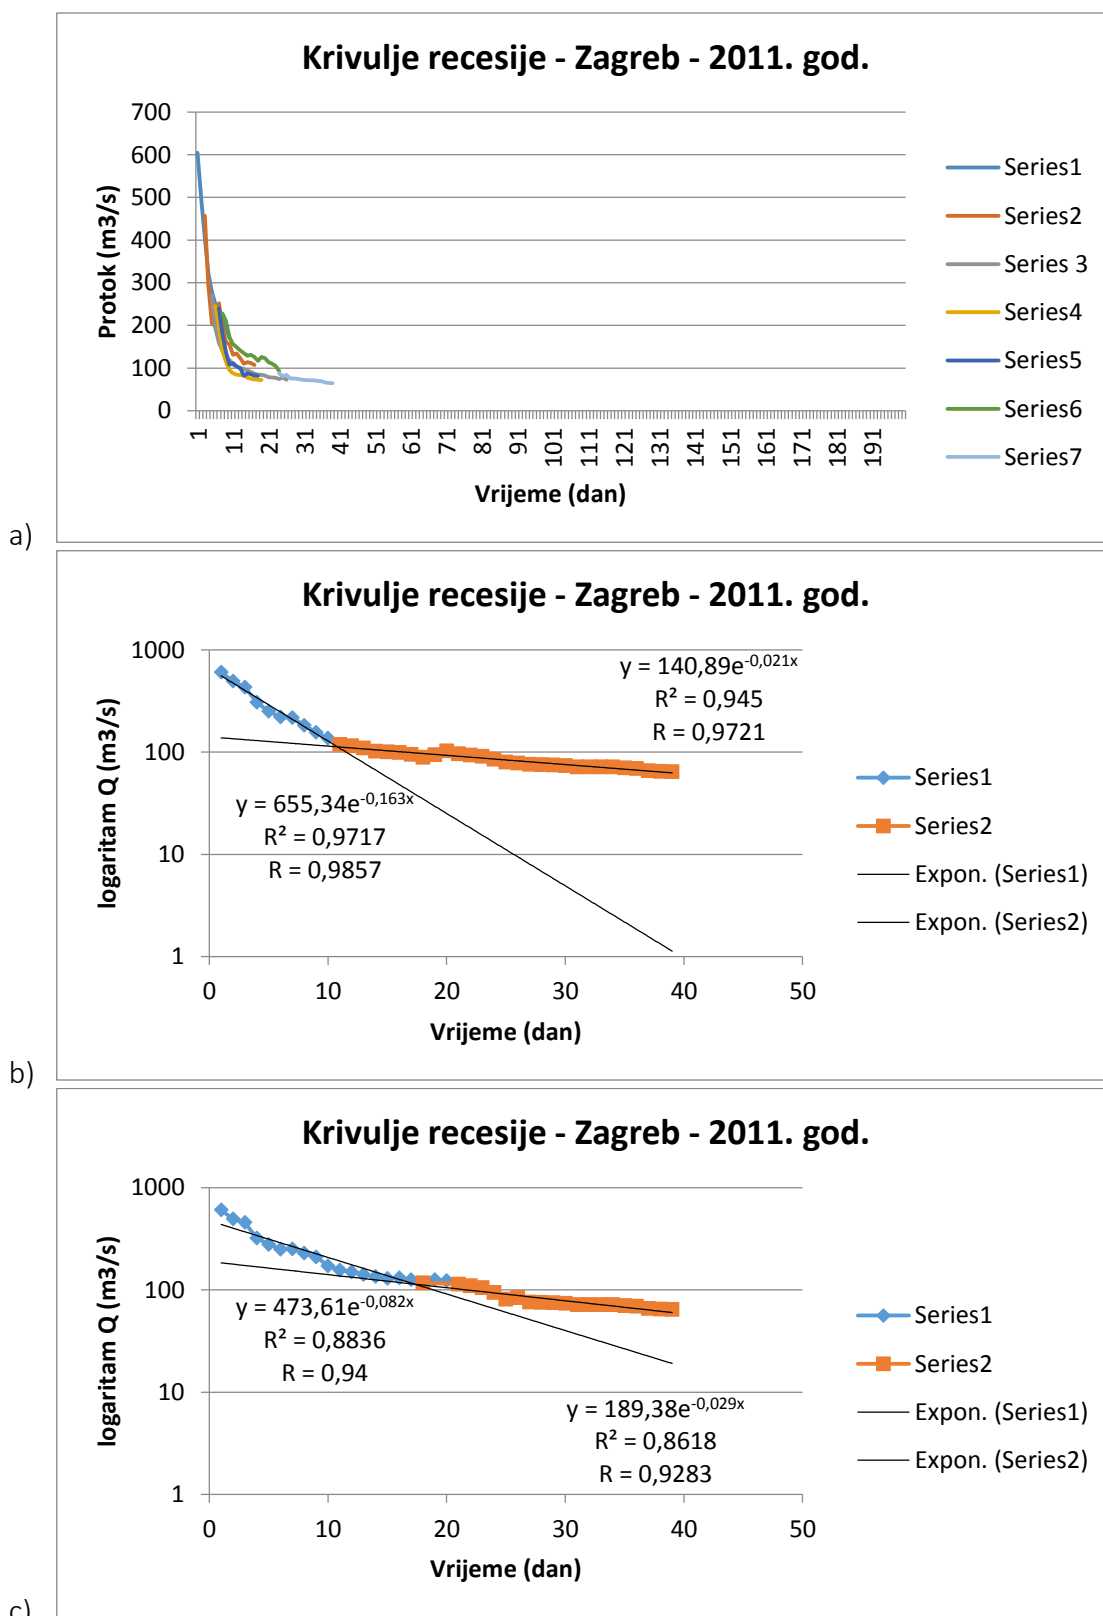 Krivulje recesije - Zagreb - 2011. god.
700
600
500
400
300
200
100
0
Protok (m3/s)
1
11
21
31
41
51
61
71
81
91
101
111
121
131
141
151
161
171
181
191
Vrijeme (dan)
Series1
Series2
Series 3
Series4
Series5
Series6
Series7
a)
Krivulje recesije - Zagreb - 2011. god.
1000
100
10
1
logaritam Q (m3/s)
y = 140,89e^-0,021x
R² = 0,945
R = 0,9721
y = 655,34e^-0,163x
R² = 0,9717
R = 0,9857
0 10 20 30 40 50
Vrijeme (dan)
Series1
Series2
Expon. (Series1)
Expon. (Series2)
b)
Krivulje recesije - Zagreb - 2011. god.
1000
100
10
1
logaritam Q (m3/s)
y = 473,61e^-0,082x
R² = 0,8836
R = 0,94
y = 189,38e^-0,029x
R² = 0,8618
R = 0,9283
0 10 20 30 40 50
Vrijeme (dan)
Series1
Series2
Expon. (Series1)
Expon. (Series2)
c)